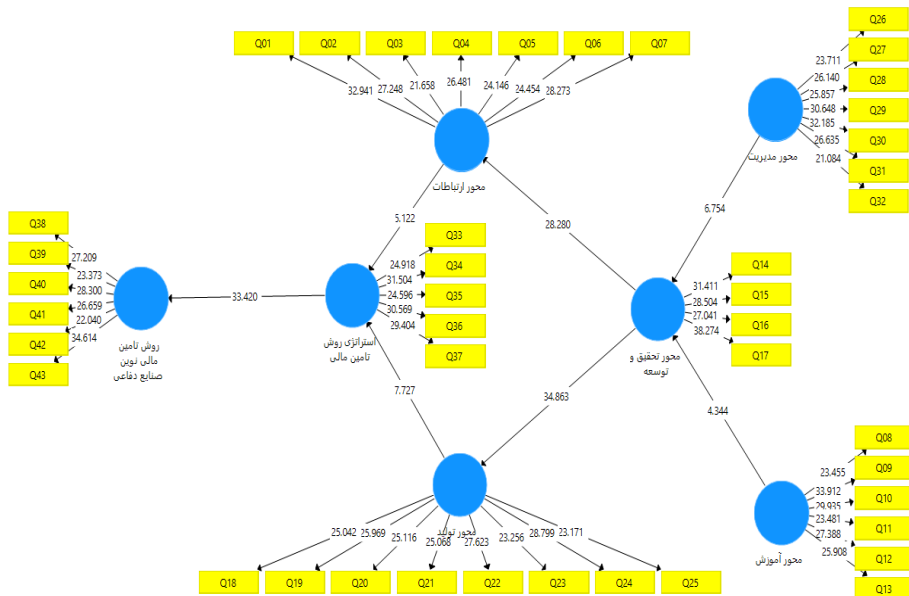 Q01
Q02
Q03
Q04
Q05
Q06
Q07
32.941
27.248
21.658
26.481
24.146
24.454
28.273
محور ارتباطات
Q26
Q27
Q28
Q29
Q30
Q31
Q32
23.711
26.140
25.857
30.648
32.185
26.635
21.084
محور مدیریت
5.122
28.280
6.754
Q38
Q39
Q40
Q41
Q42
Q43
27.209
23.373
28.300
26.659
22.040
34.614
روش تامین
مالی نوین
صنایع دفاعی
33.420
Q33
Q34
Q35
Q36
Q37
24.918
31.504
24.596
30.569
29.404
استراتژی روش
تامین مالی
Q14
Q15
Q16
Q17
31.411
28.504
27.041
38.274
محور تحقیق و
توسعه
7.727
34.863
4.344
Q08
Q09
Q10
Q11
Q12
Q13
23.455
33.912
29.935
23.481
27.388
25.908
محور آموزش
محور تولید
25.042
25.969
25.116
25.068
27.623
23.256
28.799
23.171
Q18
Q19
Q20
Q21
Q22
Q23
Q24
Q25